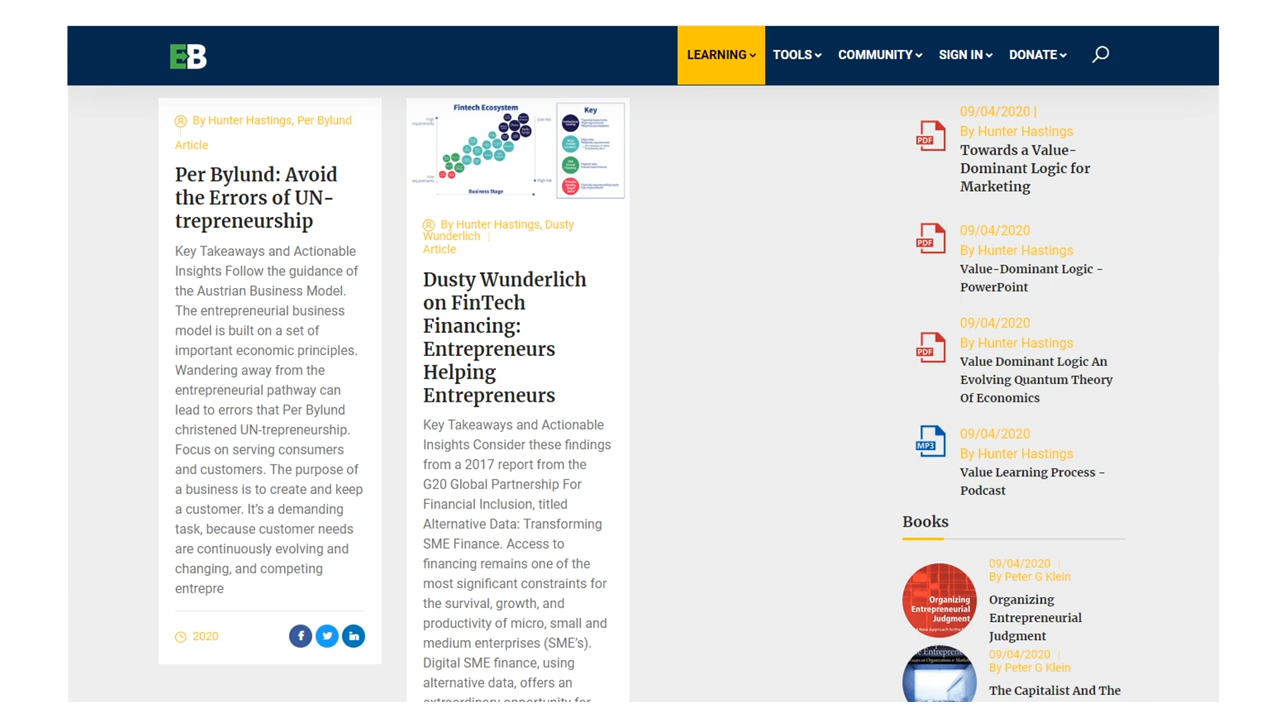 EB
LEARNING
TOOLS
COMMUNITY
SIGN IN
DONATE
By Hunter Hastings, Per Bylund
Article
Per Bylund: Avoid
the Errors of UN-
trepreneurship
Key Takeaways and Actionable
Insights Follow the guidance of
the Austrian Business Model.
The entrepreneurial business
model is built on a set of
important economic principles.
Wandering away from the
entrepreneurial pathway can
lead to errors that Per Bylund
christened UN-trepreneurship.
Focus on serving consumers
and customers. The purpose of
a business is to create and keep
a customer. It's a demanding
task, because customer needs
are continuously evolving and
changing, and competing
entrepre
2020
Fintech Ecosystem
Key
Business Stage
By Hunter Hastings, Dusty
Wunderlich |
Article
Dusty Wunderlich
on FinTech
Financing:
Entrepreneurs
Helping
Entrepreneurs
Key Takeaways and Actionable
Insights Consider these findings
from a 2017 report from the
G20 Global Partnership For
Financial Inclusion, titled
Alternative Data: Transforming
SME Finance. Access to
financing remains one of the
most significant constraints for
the survival, growth, and
productivity of micro, small and
medium enterprises (SME's).
Digital SME finance, using
alternative data, offers an
extraordinary opportunity for
PDF
09/04/2020 |
By Hunter Hastings
Towards a Value-
Dominant Logic for
Marketing
PDF
09/04/2020
By Hunter Hastings
Value-Dominant Logic -
PowerPoint
PDF
09/04/2020
By Hunter Hastings
Value Dominant Logic An
Evolving Quantum Theory
Of Economics
MP3
09/04/2020
By Hunter Hastings
Value Learning Process -
Podcast
Books
Organizing
Entrepreneurial
Judgment
09/04/2020 |
By Peter G Klein
Organizing
Entrepreneurial
Judgment
09/04/2020 |
By Peter G Klein
The Capitalist And The